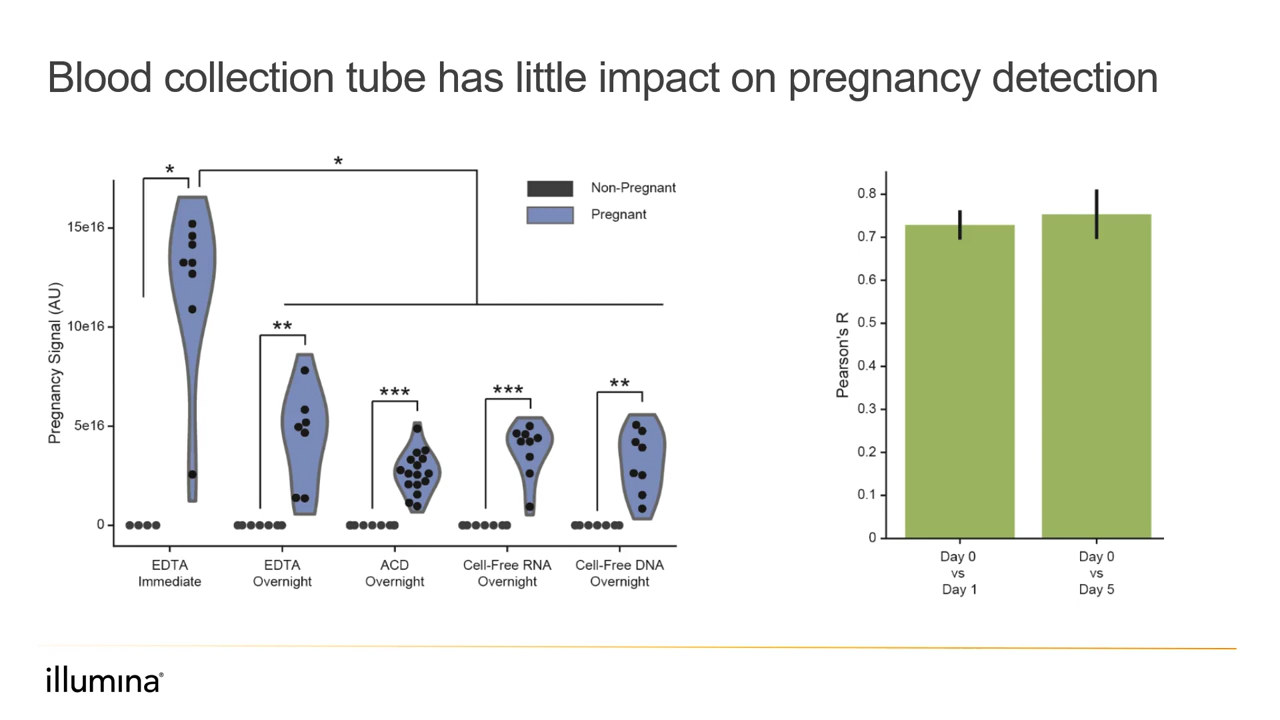 Blood collection tube has little impact on pregnancy detection
*
*
Non-Pregnant
Pregnant
15e16
10e16
5e16
0
Pregnancy Signal (AU)
**
***
***
**
EDTA
Immediate
EDTA
Overnight
ACD
Overnight
Cell-Free RNA
Overnight
Cell-Free DNA
Overnight
0.8
0.7
0.6
0.5
0.4
0.3
0.2
0.1
0
Pearson's R
Day 0
vs
Day 1
Day 0
vs
Day 5
illumına®